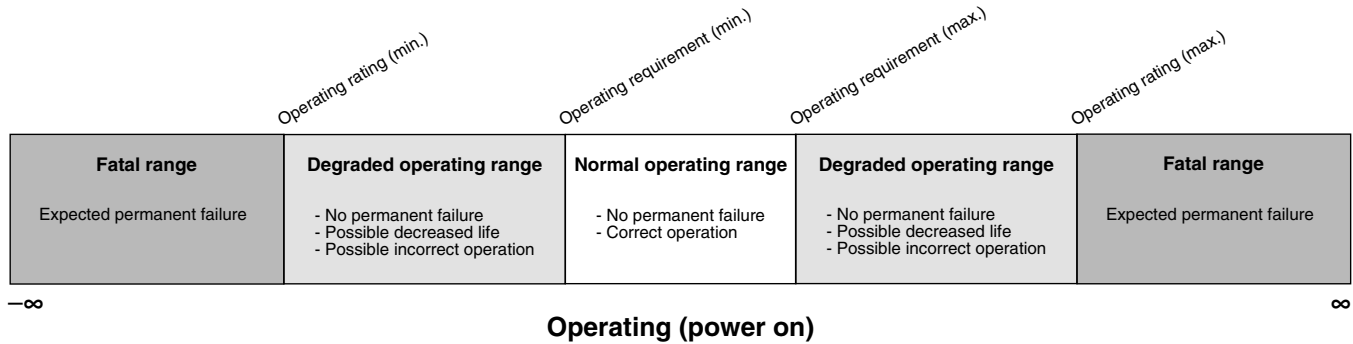 Operating rating (min.)
Operating requirement (min.)
Operating requirement (max.)
Operating rating (max.)
Fatal range
Expected permanent failure
Degraded operating range
- No permanent failure
- Possible decreased life
- Possible incorrect operation
Normal operating range
- No permanent failure
- Correct operation
Degraded operating range
- No permanent failure
- Possible decreased life
- Possible incorrect operation
Fatal range
Expected permanent failure
–∞
∞
Operating (power on)